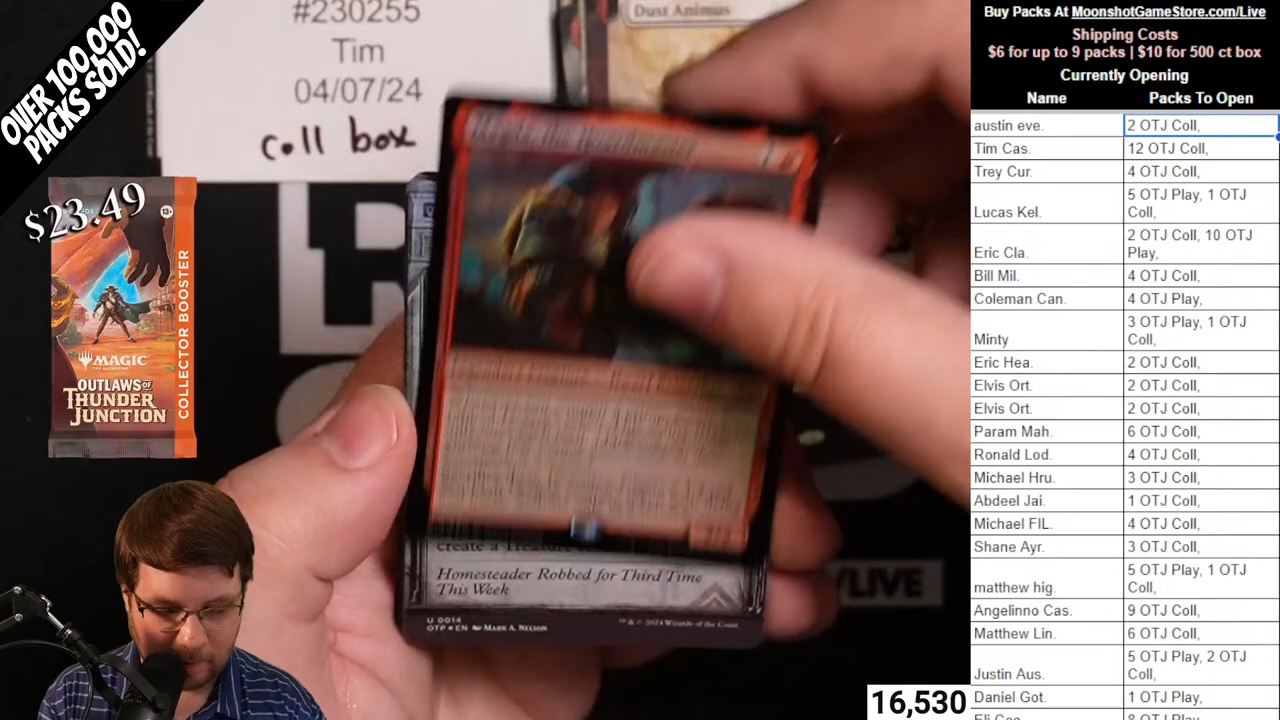 OVER 100,000
PACKS SOLD!
#230255
Tim
04/07/24
coll box
Dust Animus
$23.49
13+
MAGIC
THE GATHERING
OUTLAWS OF
THUNDER JUNCTION
COLLECTOR BOOSTER
create a Treasure
Homesteader Robbed for Third Time
This Week
U 0014
OTP EN Mark A. Nelson
™ & © 2024 Wizards of the Coast
/LIVE
16,530
Buy Packs At MoonshotGameStore.com/Live
Shipping Costs
$6 for up to 9 packs | $10 for 500 ct box
Currently Opening
Name Packs To Open
austin eve. 2 OTJ Coll,
Tim Cas. 12 OTJ Coll,
Trey Cur. 4 OTJ Coll,
Lucas Kel. 5 OTJ Play, 1 OTJ
Coll,
Eric Cla. 2 OTJ Coll, 10 OTJ
Play,
Bill Mil. 4 OTJ Coll,
Coleman Can. 4 OTJ Play,
Minty 3 OTJ Play, 1 OTJ
Coll,
Eric Hea. 2 OTJ Coll,
Elvis Ort. 2 OTJ Coll,
Elvis Ort. 2 OTJ Coll,
Param Mah. 6 OTJ Coll,
Ronald Lod. 4 OTJ Coll,
Michael Hru. 3 OTJ Coll,
Abdeel Jai. 1 OTJ Coll,
Michael FIL. 4 OTJ Coll,
Shane Ayr. 3 OTJ Coll,
matthew hig. 5 OTJ Play, 1 OTJ
Coll,
Angelinno Cas. 9 OTJ Coll,
Matthew Lin. 6 OTJ Coll,
Justin Aus. 5 OTJ Play, 2 OTJ
Coll,
Daniel Got. 1 OTJ Play,